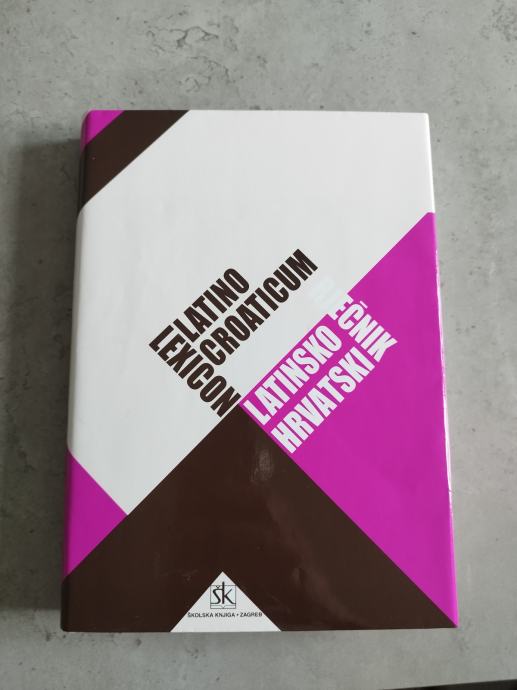 LEXICON
LATINO
CROATICUM
LATINSKO
HRVATSKI
RJEČNIK
ŠK
ŠKOLSKA KNJIGA • ZAGREB